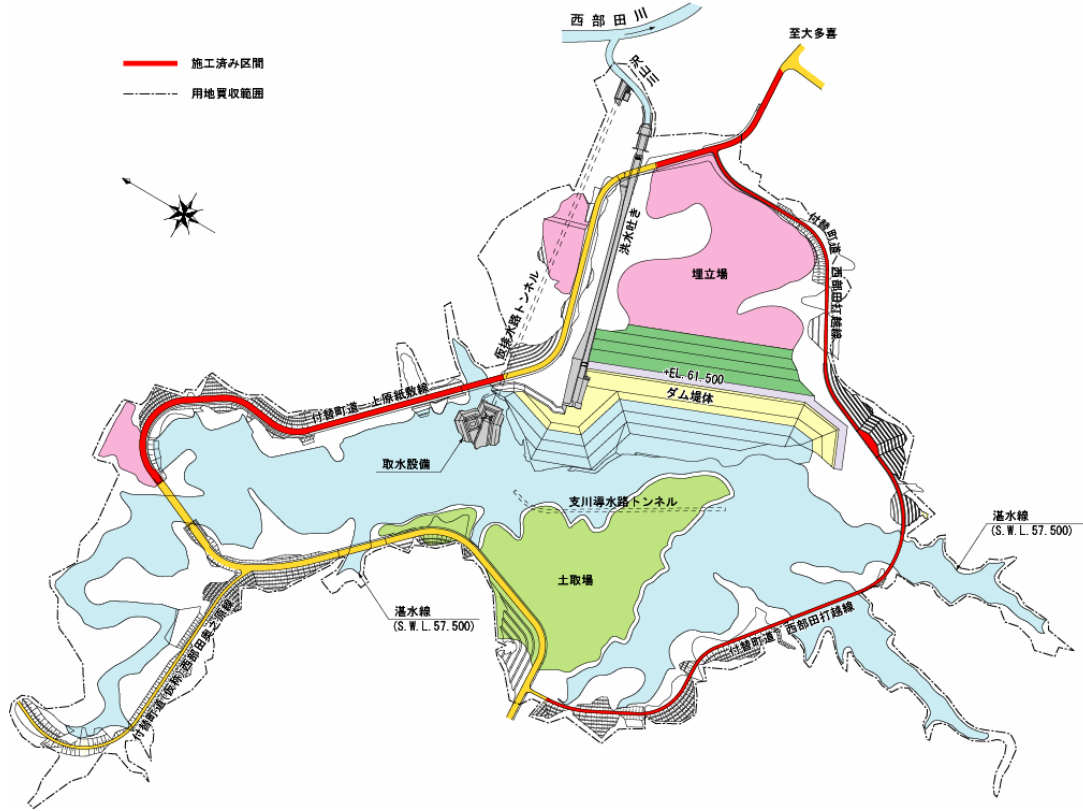 西部田川
至大多喜
施工済み区間
沢山川
用地買収範囲
洪水吐き
付替町道 西部田打越線
埋立場
仮排水路トンネル
+EL.61.500
ダム堤体
付替町道 上原紙敷線
取水設備
支川導水路トンネル
湛水線
(S.W.L.57.500)
土取場
湛水線
(S.W.L.57.500)
付替町道 西部田打越線
付替町道(仮称)西部田奥之原線